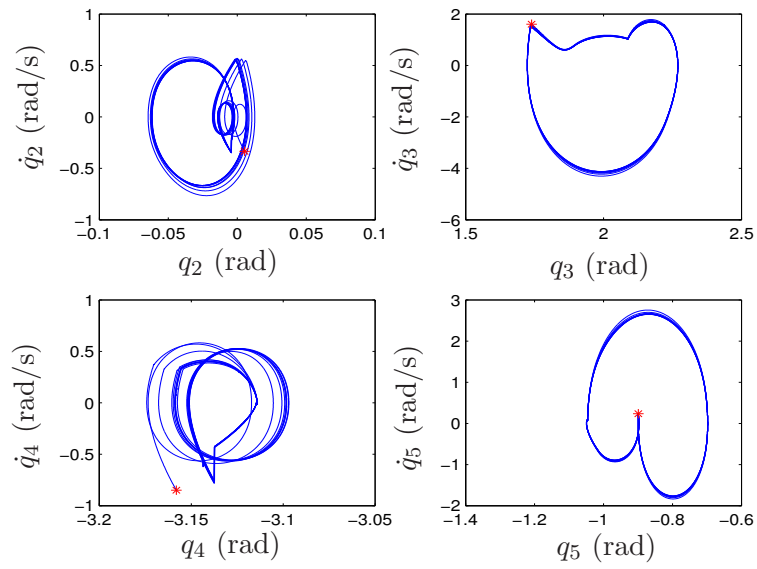 1
0.5
0
−0.5
−1
−0.1 −0.05 0 0.05 0.1
q̇2 (rad/s)
q2 (rad)
2
0
−2
−4
−6
1.5 2 2.5
q̇3 (rad/s)
q3 (rad)
1
0.5
0
−0.5
−1
−3.2 −3.15 −3.1 −3.05
q̇4 (rad/s)
q4 (rad)
3
2
1
0
−1
−2
−1.4 −1.2 −1 −0.8 −0.6
q̇5 (rad/s)
q5 (rad)